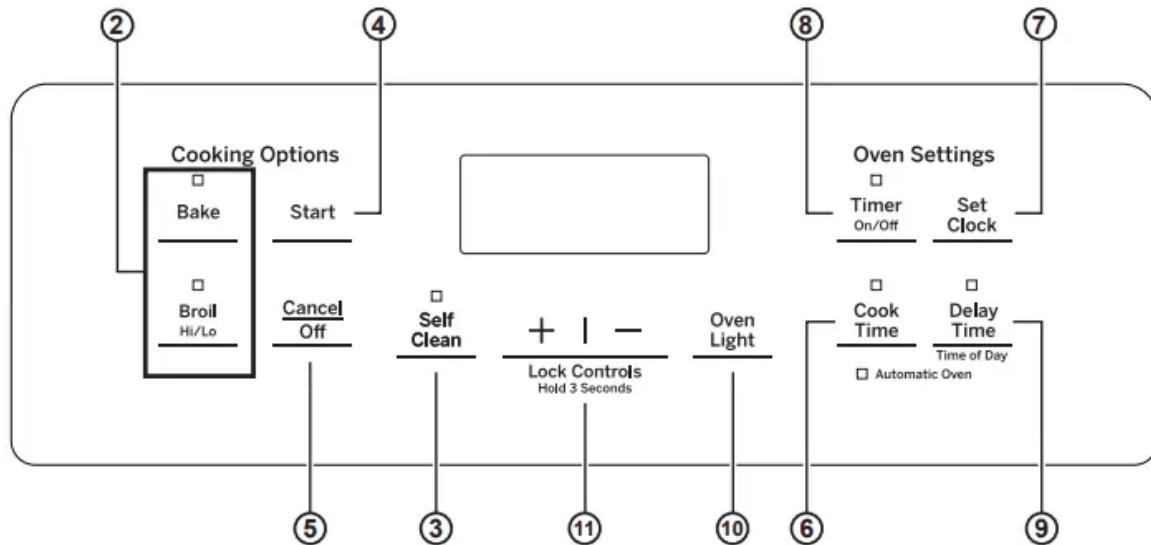 2
4
8
7
Cooking Options
Oven Settings
Bake
Start
Timer
On/Off
Set
Clock
Broil
Hi/Lo
Cancel
Off
Self
Clean
+ | −
Lock Controls
Hold 3 Seconds
Oven
Light
Cook
Time
Delay
Time
Time of Day
Automatic Oven
5
3
11
10
6
9